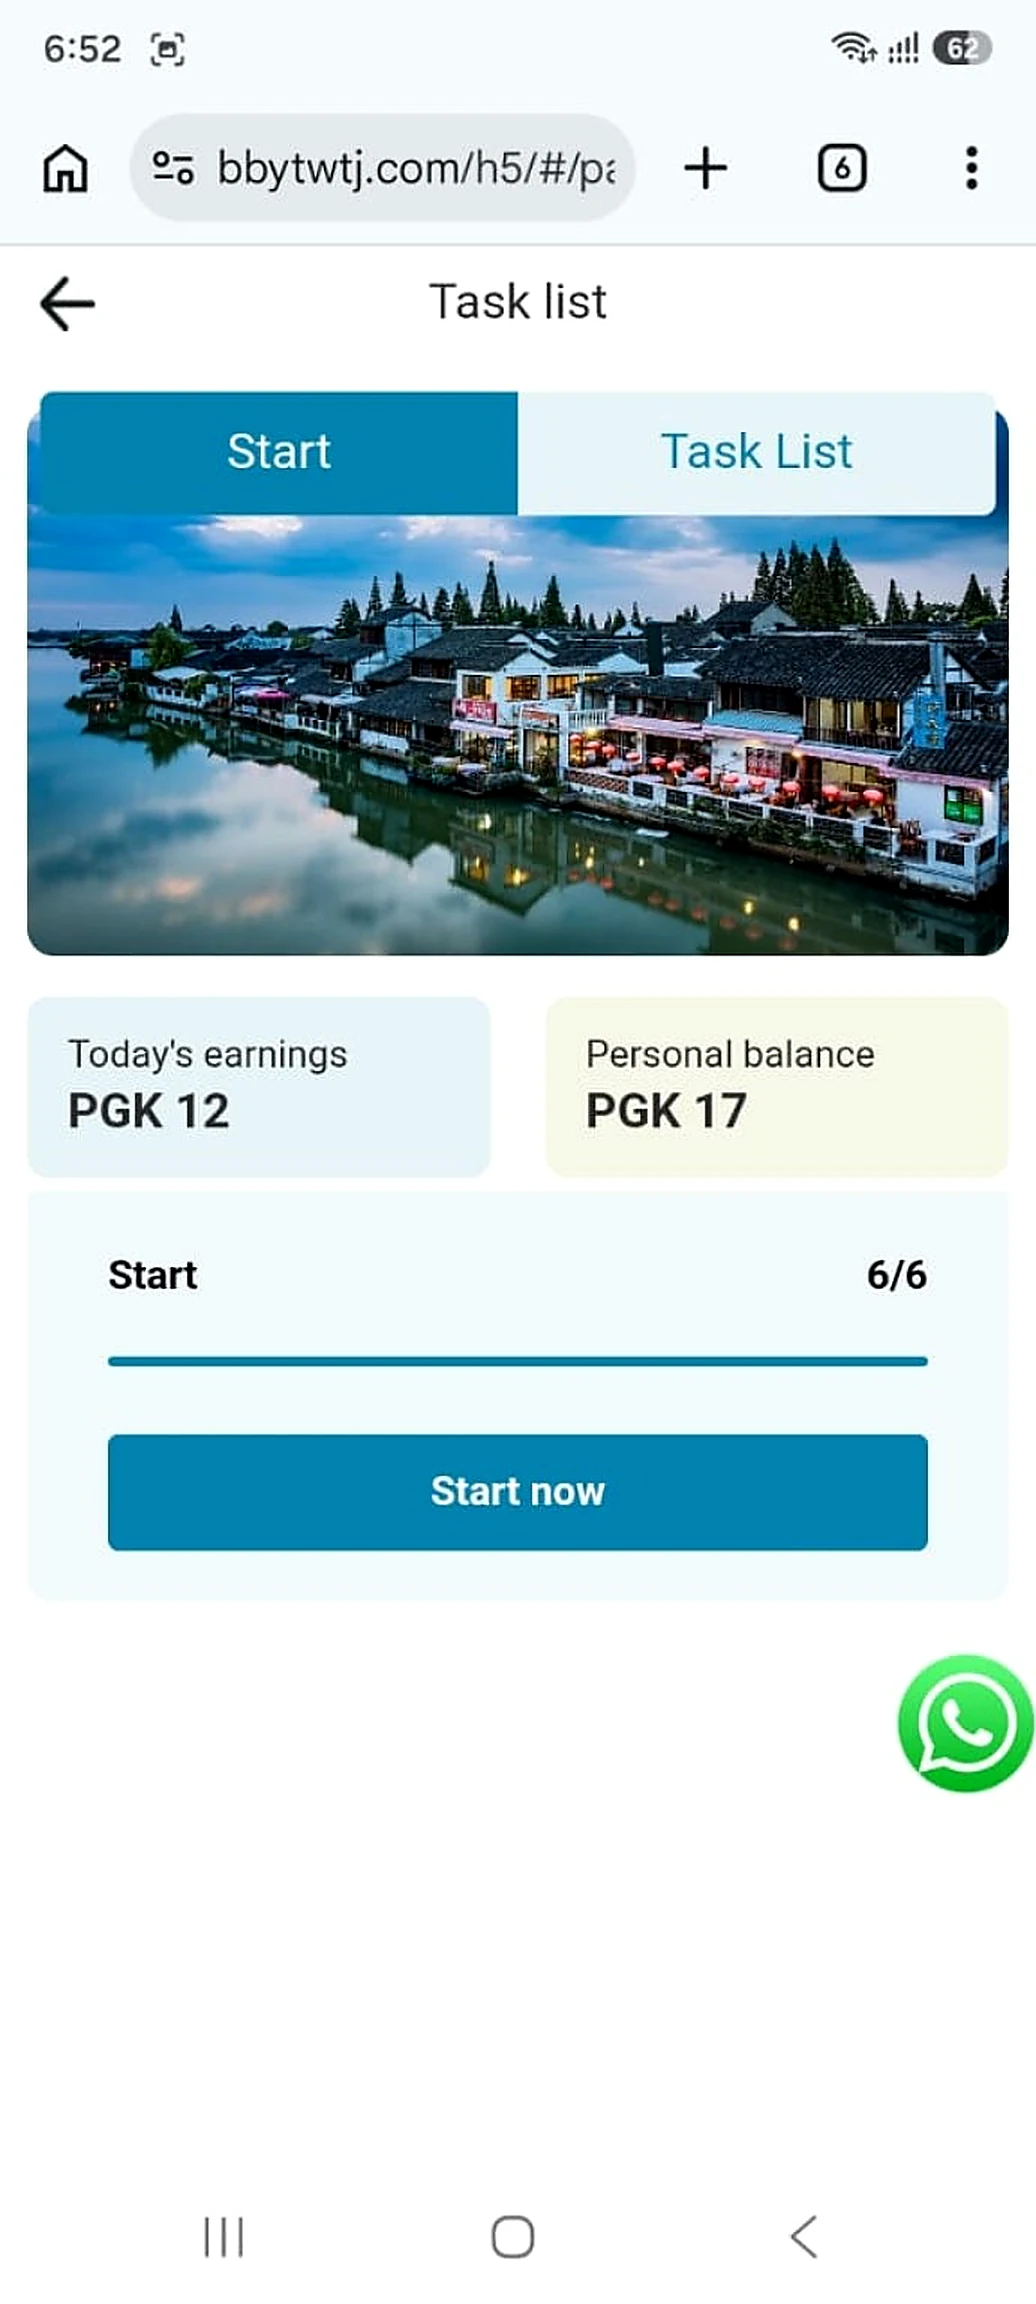 6:52
62
bbytwtj.com/h5/#/pa
6
Task list
Start
Task List
Today's earnings
PGK 12
Personal balance
PGK 17
Start
6/6
Start now